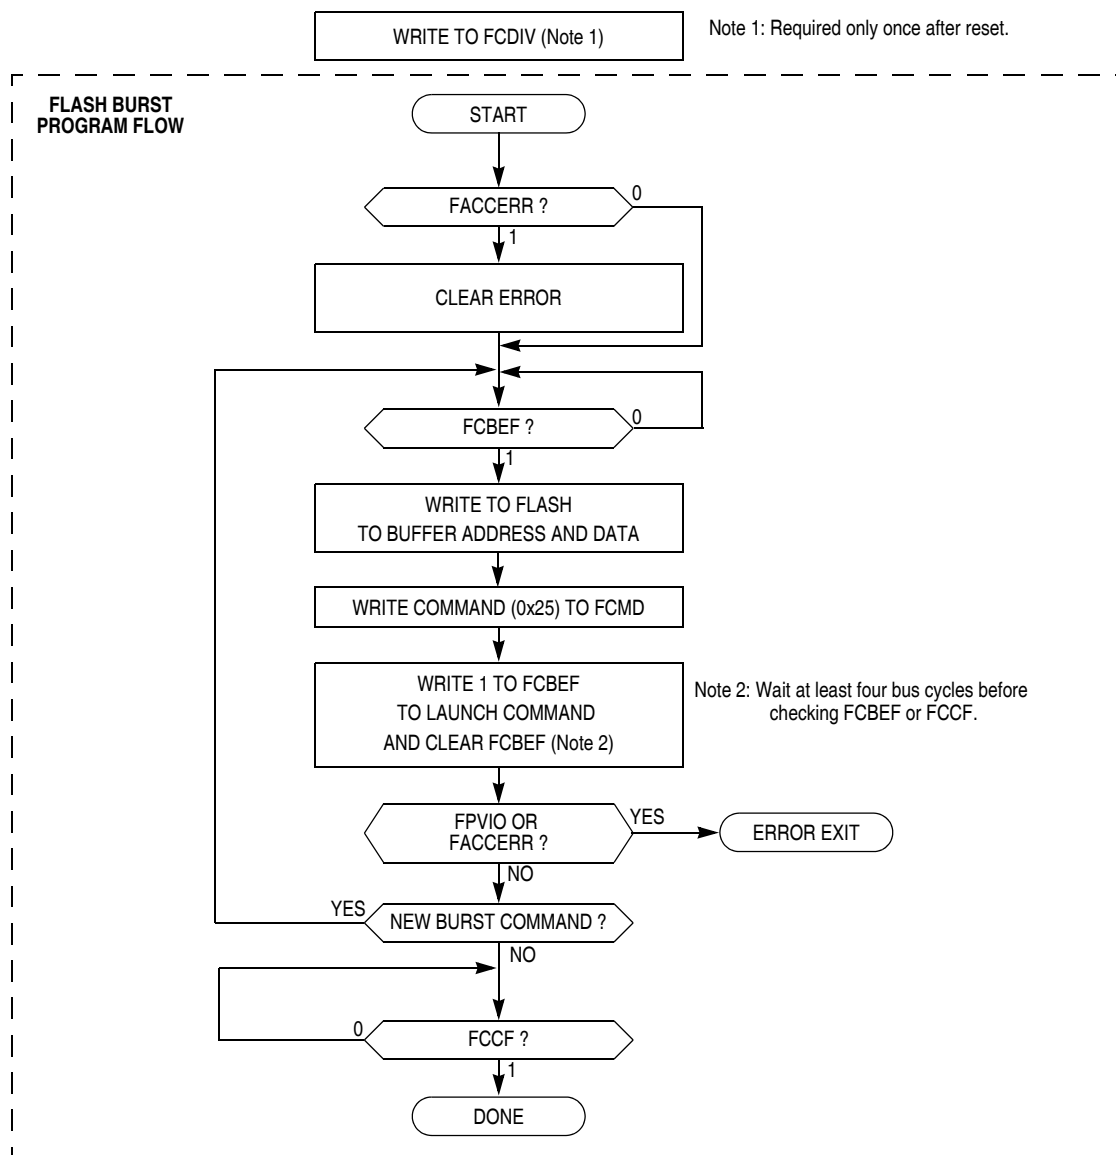 WRITE TO FCDIV (Note 1)
Note 1: Required only once after reset.
FLASH BURST
PROGRAM FLOW
START
FACCERR ?
0
1
CLEAR ERROR
FCBEF ?
0
1
WRITE TO FLASH
TO BUFFER ADDRESS AND DATA
WRITE COMMAND (0x25) TO FCMD
WRITE 1 TO FCBEF
TO LAUNCH COMMAND
AND CLEAR FCBEF (Note 2)
Note 2: Wait at least four bus cycles before
checking FCBEF or FCCF.
FPVIO OR
FACCERR ?
YES
ERROR EXIT
NO
YES
NEW BURST COMMAND ?
NO
0
FCCF ?
1
DONE